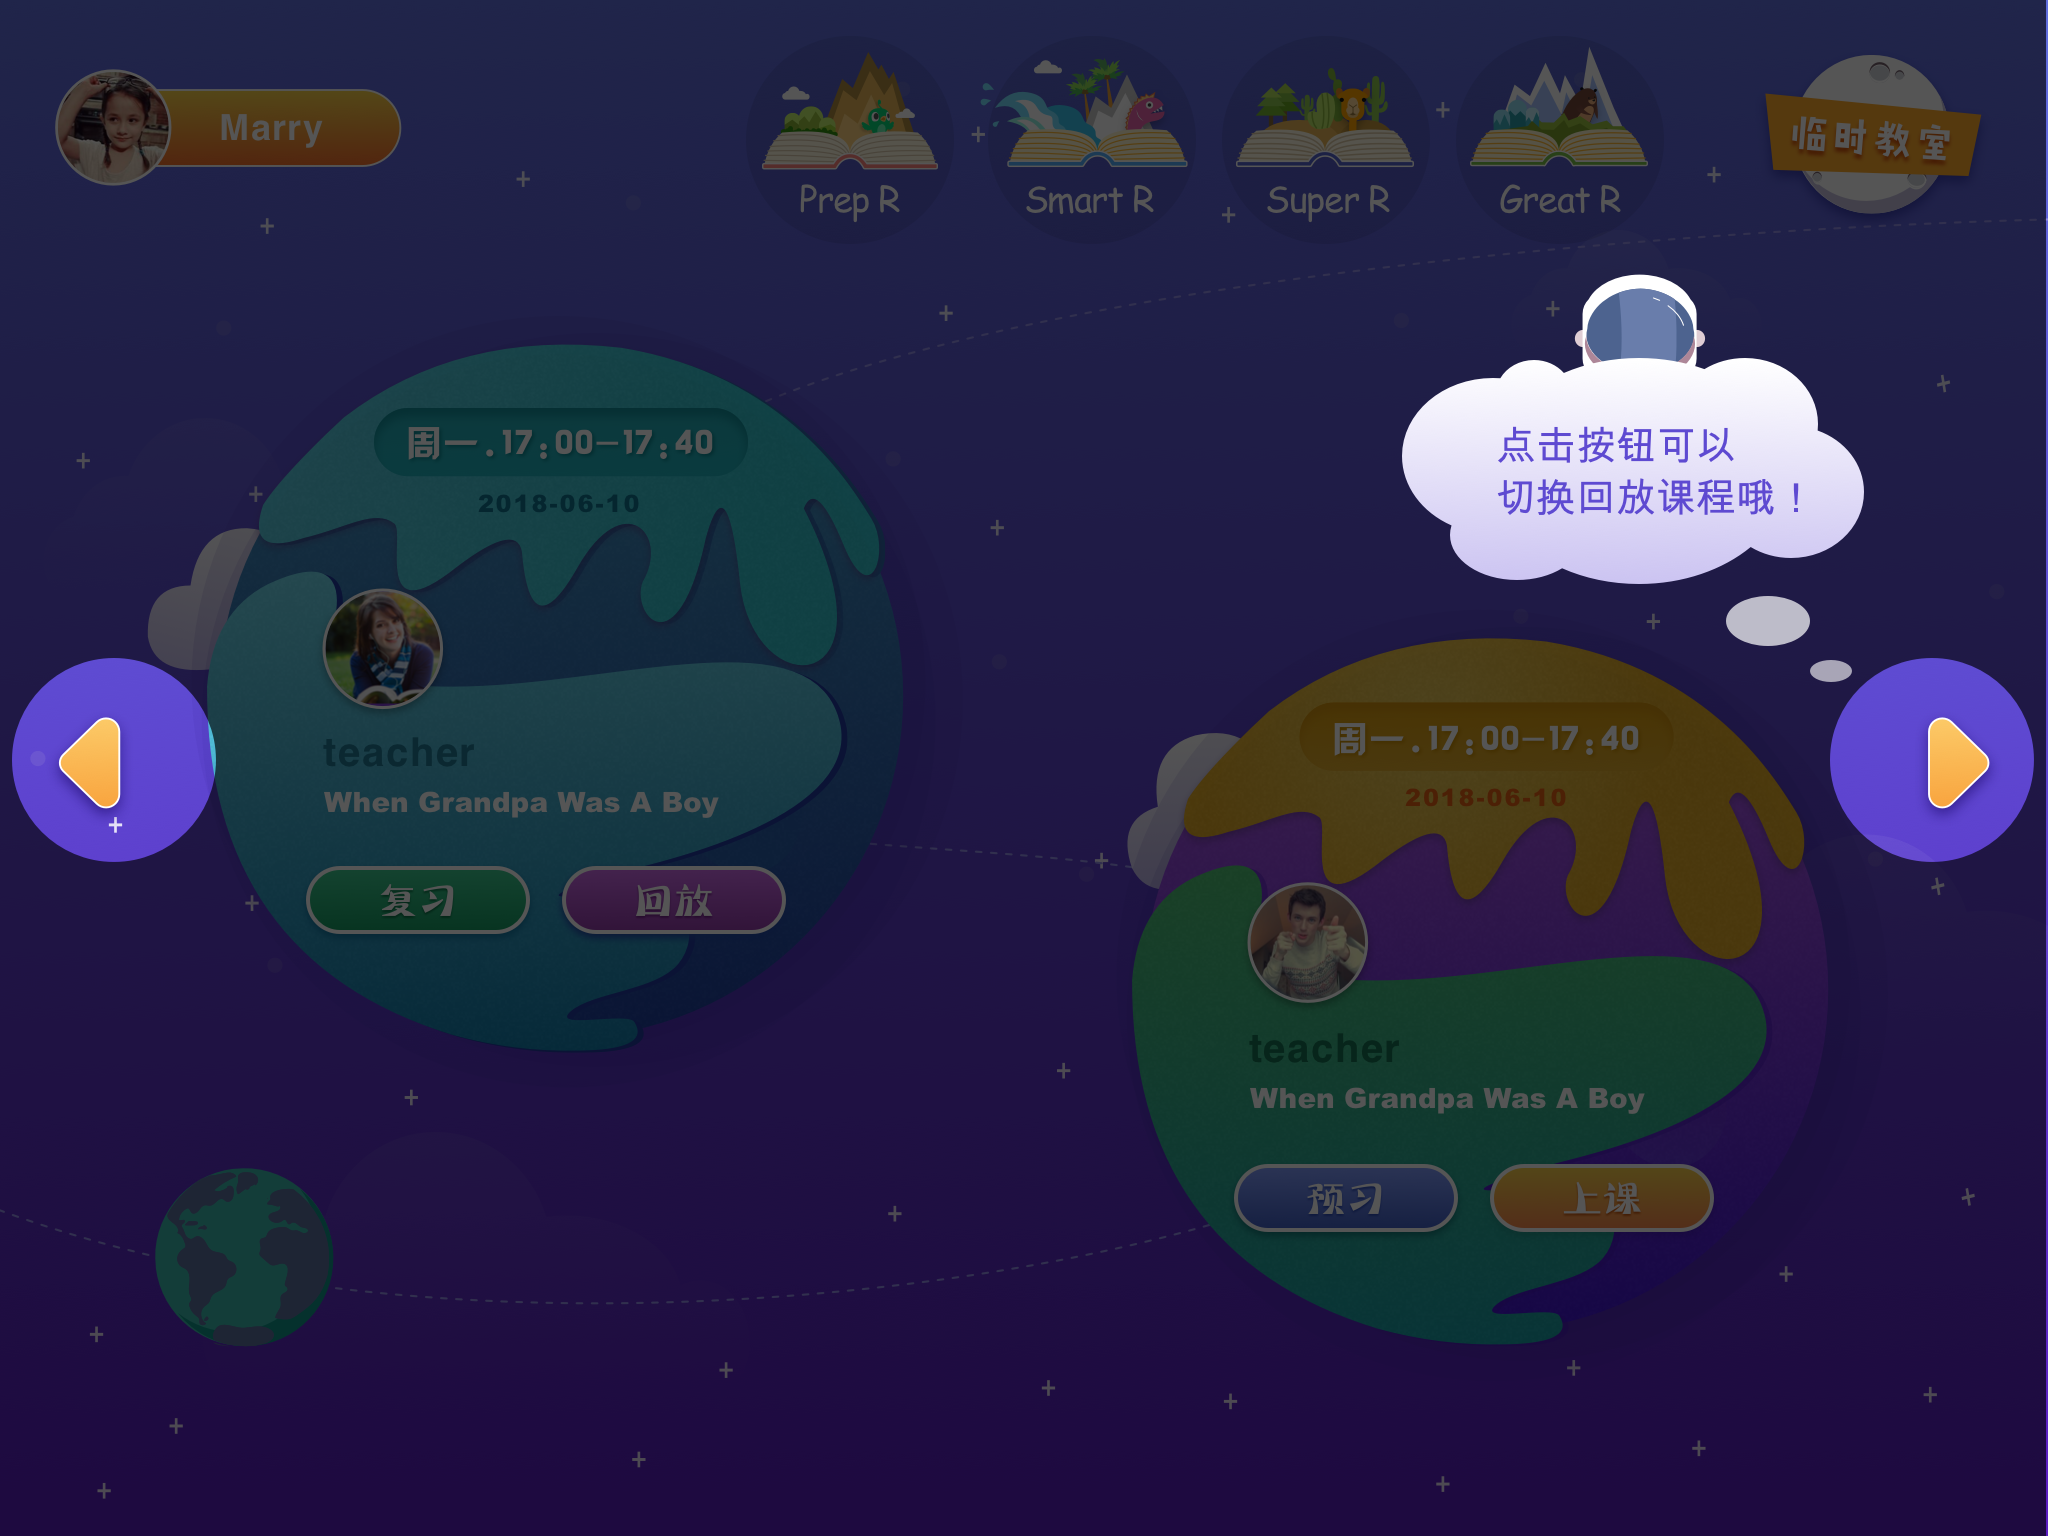 Marry
Prep R
Smart R
Super R
Great R
临时教室
周一.17:00-17:40
2018-06-10
teacher
When Grandpa Was A Boy
复习
回放
点击按钮可以
切换回放课程哦！
周一.17:00-17:40
2018-06-10
teacher
When Grandpa Was A Boy
预习
上课